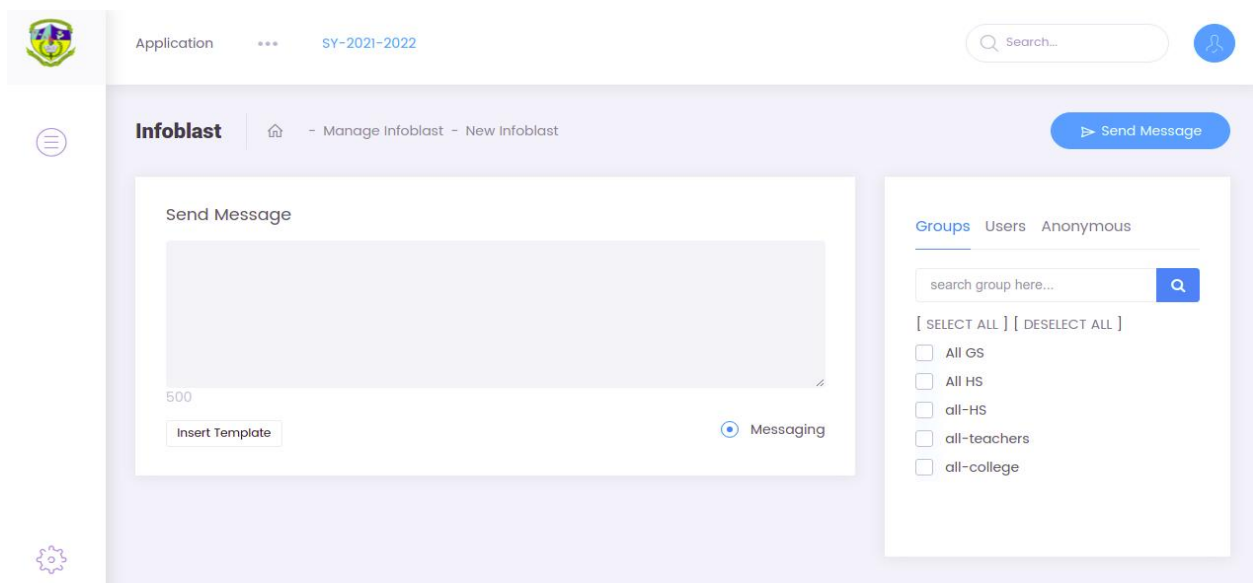 Application ••• SY-2021-2022 Search...
Infoblast - Manage Infoblast - New Infoblast Send Message
Send Message
500
Insert Template Messaging
Groups Users Anonymous
search group here...
[ SELECT ALL ] [ DESELECT ALL ]
All GS
All HS
all-HS
all-teachers
all-college